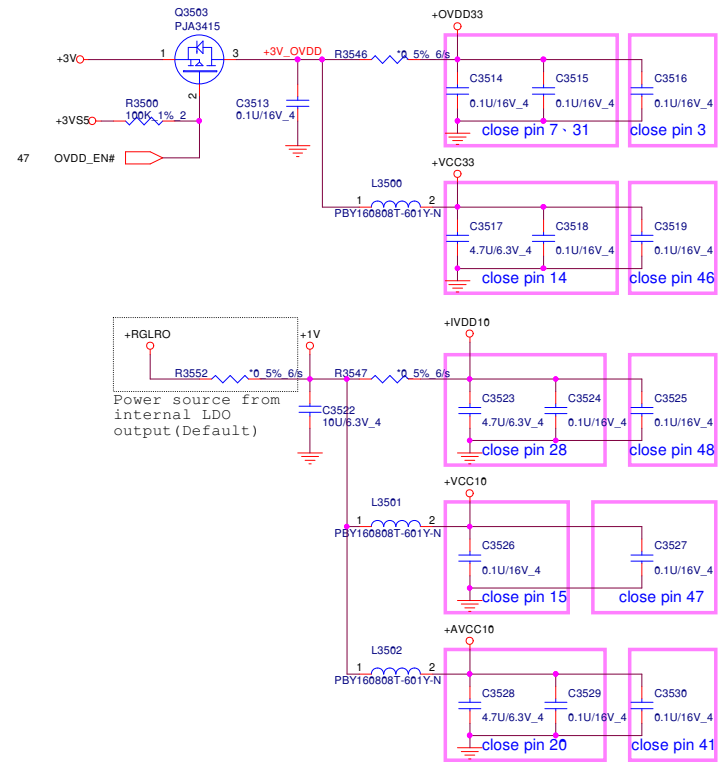 Q3503
PJA3415
+3V
1
3
2
+3V_OVDD
R3546
*0_5%_6/s
+OVDD33
C3513
0.1U/16V_4
R3500
100K_1%_2
+3VS5
47
OVDD_EN#
C3514
0.1U/16V_4
C3515
0.1U/16V_4
C3516
0.1U/16V_4
close pin 7、31
close pin 3
+VCC33
L3500
1
2
PBY160808T-601Y-N
C3517
4.7U/6.3V_4
C3518
0.1U/16V_4
C3519
0.1U/16V_4
close pin 14
close pin 46
+RGLRO
+1V
+IVDD10
R3552
*0_5%_6/s
R3547
*0_5%_6/s
Power source from
internal LDO
output(Default)
C3522
10U/6.3V_4
C3523
4.7U/6.3V_4
C3524
0.1U/16V_4
C3525
0.1U/16V_4
close pin 28
close pin 48
+VCC10
L3501
1
2
PBY160808T-601Y-N
C3526
0.1U/16V_4
C3527
0.1U/16V_4
close pin 15
close pin 47
+AVCC10
L3502
1
2
PBY160808T-601Y-N
C3528
4.7U/6.3V_4
C3529
0.1U/16V_4
C3530
0.1U/16V_4
close pin 20
close pin 41